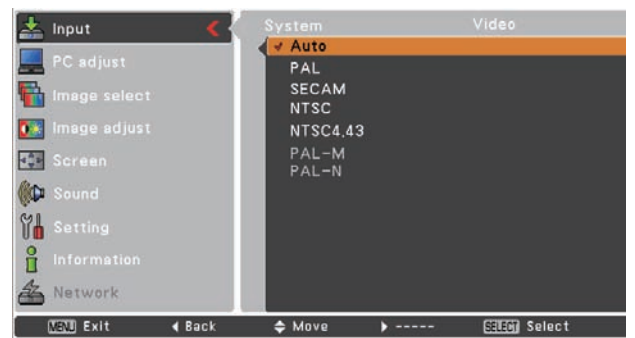 Input
PC adjust
Image select
Image adjust
Screen
Sound
Setting
Information
Network
System Video
Auto
PAL
SECAM
NTSC
NTSC4.43
PAL-M
PAL-N
MENU Exit Back Move ----- SELECT Select